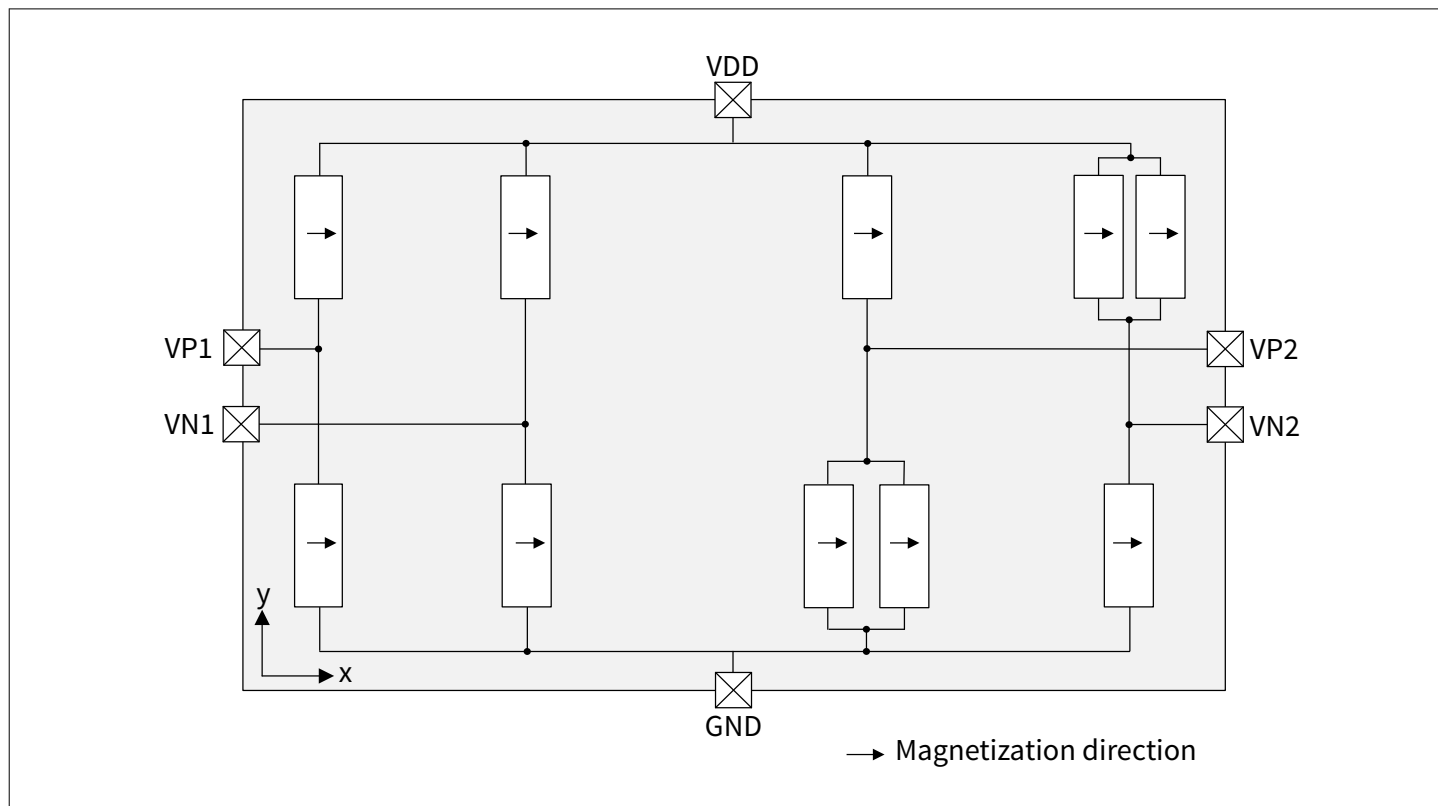 VDD
VP1
VP2
VN1
VN2
y
x
GND
Magnetization direction